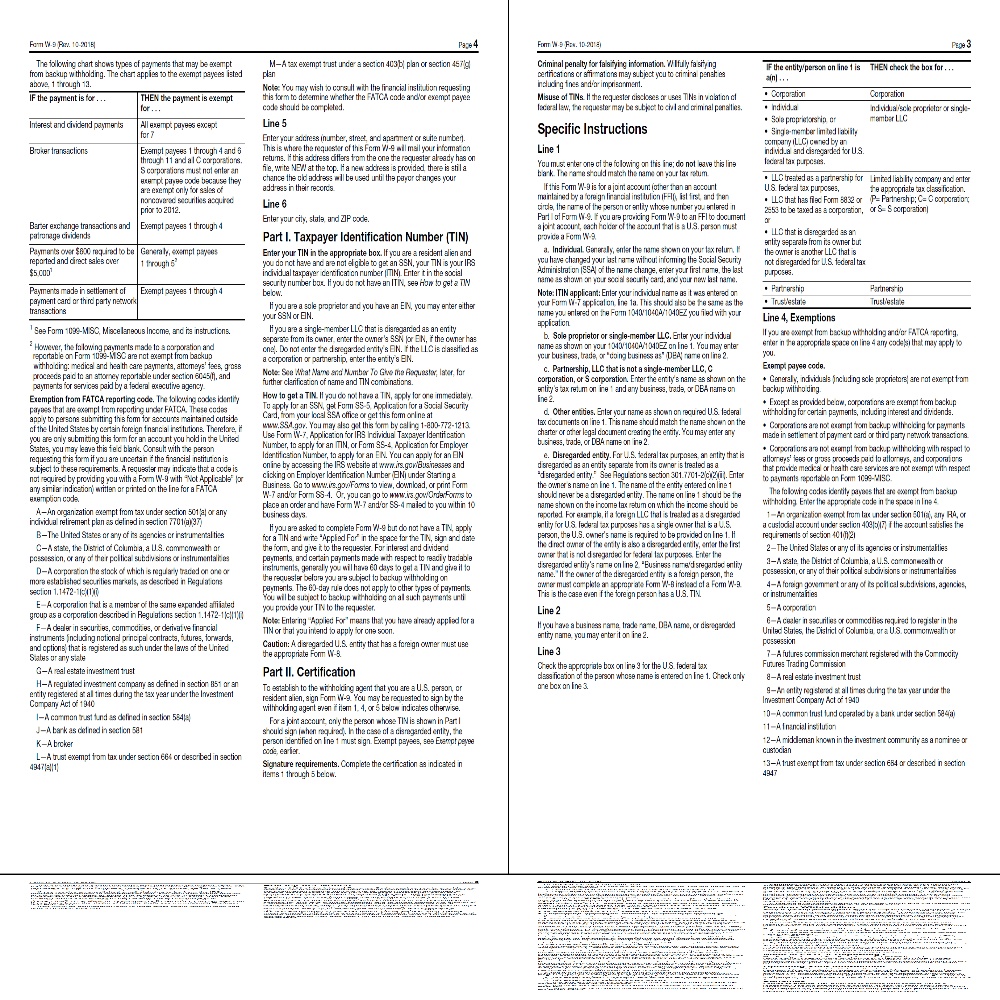 Form W-9 (Rev. 10-2018)
Page 4
The following chart shows types of payments that may be exempt
from backup withholding. The chart applies to the exempt payees listed
above, 1 through 13.
IF the payment is for . . .
THEN the payment is exempt
for . . .
Interest and dividend payments
All exempt payees except
for 7
Broker transactions
Exempt payees 1 through 4 and 6
through 11 and all C corporations.
S corporations must not enter an
exempt payee code because they
are exempt only for sales of
noncovered securities acquired
prior to 2012.
Barter exchange transactions and
patronage dividends
Exempt payees 1 through 4
Payments over $600 required to be
reported and direct sales over
$5,000¹
Generally, exempt payees
1 through 5²
Payments made in settlement of
payment card or third party network
transactions
Exempt payees 1 through 4
¹ See Form 1099-MISC, Miscellaneous Income, and its instructions.
² However, the following payments made to a corporation and
reportable on Form 1099-MISC are not exempt from backup
withholding: medical and health care payments, attorneys' fees, gross
proceeds paid to an attorney reportable under section 6045(f), and
payments for services paid by a federal executive agency.
Exemption from FATCA reporting code. The following codes identify
payees that are exempt from reporting under FATCA. These codes
apply to persons submitting this form for accounts maintained outside
of the United States by certain foreign financial institutions. Therefore, if
you are only submitting this form for an account you hold in the United
States, you may leave this field blank. Consult with the person
requesting this form if you are uncertain if the financial institution is
subject to these requirements. A requester may indicate that a code is
not required by providing you with a Form W-9 with "Not Applicable" (or
any similar indication) written or printed on the line for a FATCA
exemption code.
A—An organization exempt from tax under section 501(a) or any
individual retirement plan as defined in section 7701(a)(37)
B—The United States or any of its agencies or instrumentalities
C—A state, the District of Columbia, a U.S. commonwealth or
possession, or any of their political subdivisions or instrumentalities
D—A corporation the stock of which is regularly traded on one or
more established securities markets, as described in Regulations
section 1.1472-1(c)(1)(i)
E—A corporation that is a member of the same expanded affiliated
group as a corporation described in Regulations section 1.1472-1(c)(1)(i)
F—A dealer in securities, commodities, or derivative financial
instruments (including notional principal contracts, futures, forwards,
and options) that is registered as such under the laws of the United
States or any state
G—A real estate investment trust
H—A regulated investment company as defined in section 851 or an
entity registered at all times during the tax year under the Investment
Company Act of 1940
I—A common trust fund as defined in section 584(a)
J—A bank as defined in section 581
K—A broker
L—A trust exempt from tax under section 664 or described in section
4947(a)(1)
M—A tax exempt trust under a section 403(b) plan or section 457(g)
plan
Note: You may wish to consult with the financial institution requesting
this form to determine whether the FATCA code and/or exempt payee
code should be completed.
Line 5
Enter your address (number, street, and apartment or suite number).
This is where the requester of this Form W-9 will mail your information
returns. If this address differs from the one the requester already has on
file, write NEW at the top. If a new address is provided, there is still a
chance the old address will be used until the payor changes your
address in their records.
Line 6
Enter your city, state, and ZIP code.
Part I. Taxpayer Identification Number (TIN)
Enter your TIN in the appropriate box. If you are a resident alien and
you do not have and are not eligible to get an SSN, your TIN is your IRS
individual taxpayer identification number (ITIN). Enter it in the social
security number box. If you do not have an ITIN, see How to get a TIN
below.
If you are a sole proprietor and you have an EIN, you may enter either
your SSN or EIN.
If you are a single-member LLC that is disregarded as an entity
separate from its owner, enter the owner's SSN (or EIN, if the owner has
one). Do not enter the disregarded entity's EIN. If the LLC is classified as
a corporation or partnership, enter the entity's EIN.
Note: See What Name and Number To Give the Requester, later, for
further clarification of name and TIN combinations.
How to get a TIN. If you do not have a TIN, apply for one immediately.
To apply for an SSN, get Form SS-5, Application for a Social Security
Card, from your local SSA office or get this form online at
www.SSA.gov. You may also get this form by calling 1-800-772-1213.
Use Form W-7, Application for IRS Individual Taxpayer Identification
Number, to apply for an ITIN, or Form SS-4, Application for Employer
Identification Number, to apply for an EIN. You can apply for an EIN
online by accessing the IRS website at www.irs.gov/Businesses and
clicking on Employer Identification Number (EIN) under Starting a
Business. Go to www.irs.gov/Forms to view, download, or print Form
W-7 and/or Form SS-4. Or, you can go to www.irs.gov/OrderForms to
place an order and have Form W-7 and/or SS-4 mailed to you within 10
business days.
If you are asked to complete Form W-9 but do not have a TIN, apply
for a TIN and write "Applied For" in the space for the TIN, sign and date
the form, and give it to the requester. For interest and dividend
payments, and certain payments made with respect to readily tradable
instruments, generally you will have 60 days to get a TIN and give it to
the requester before you are subject to backup withholding on
payments. The 60-day rule does not apply to other types of payments.
You will be subject to backup withholding on all such payments until
you provide your TIN to the requester.
Note: Entering "Applied For" means that you have already applied for a
TIN or that you intend to apply for one soon.
Caution: A disregarded U.S. entity that has a foreign owner must use
the appropriate Form W-8.
Part II. Certification
To establish to the withholding agent that you are a U.S. person, or
resident alien, sign Form W-9. You may be requested to sign by the
withholding agent even if item 1, 4, or 5 below indicates otherwise.
For a joint account, only the person whose TIN is shown in Part I
should sign (when required). In the case of a disregarded entity, the
person identified on line 1 must sign. Exempt payees, see Exempt payee
code, earlier.
Signature requirements. Complete the certification as indicated in
items 1 through 5 below.
Form W-9 (Rev. 10-2018)
Page 3
Criminal penalty for falsifying information. Willfully falsifying
certifications or affirmations may subject you to criminal penalties
including fines and/or imprisonment.
Misuse of TINs. If the requester discloses or uses TINs in violation of
federal law, the requester may be subject to civil and criminal penalties.
Specific Instructions
Line 1
You must enter one of the following on this line; do not leave this line
blank. The name should match the name on your tax return.
If this Form W-9 is for a joint account (other than an account
maintained by a foreign financial institution (FFI)), list first, and then
circle, the name of the person or entity whose number you entered in
Part I of Form W-9. If you are providing Form W-9 to an FFI to document
a joint account, each holder of the account that is a U.S. person must
provide a Form W-9.
a. Individual. Generally, enter the name shown on your tax return. If
you have changed your last name without informing the Social Security
Administration (SSA) of the name change, enter your first name, the last
name as shown on your social security card, and your new last name.
Note: ITIN applicant: Enter your individual name as it was entered on
your Form W-7 application, line 1a. This should also be the same as the
name you entered on the Form 1040/1040A/1040EZ you filed with your
application.
b. Sole proprietor or single-member LLC. Enter your individual
name as shown on your 1040/1040A/1040EZ on line 1. You may enter
your business, trade, or "doing business as" (DBA) name on line 2.
c. Partnership, LLC that is not a single-member LLC, C
corporation, or S corporation. Enter the entity's name as shown on the
entity's tax return on line 1 and any business, trade, or DBA name on
line 2.
d. Other entities. Enter your name as shown on required U.S. federal
tax documents on line 1. This name should match the name shown on the
charter or other legal document creating the entity. You may enter any
business, trade, or DBA name on line 2.
e. Disregarded entity. For U.S. federal tax purposes, an entity that is
disregarded as an entity separate from its owner is treated as a
"disregarded entity." See Regulations section 301.7701-2(c)(2)(iii). Enter
the owner's name on line 1. The name of the entity entered on line 1
should never be a disregarded entity. The name on line 1 should be the
name shown on the income tax return on which the income should be
reported. For example, if a foreign LLC that is treated as a disregarded
entity for U.S. federal tax purposes has a single owner that is a U.S.
person, the U.S. owner's name is required to be provided on line 1. If
the direct owner of the entity is also a disregarded entity, enter the first
owner that is not disregarded for federal tax purposes. Enter the
disregarded entity's name on line 2, "Business name/disregarded entity
name." If the owner of the disregarded entity is a foreign person, the
owner must complete an appropriate Form W-8 instead of a Form W-9.
This is the case even if the foreign person has a U.S. TIN.
Line 2
If you have a business name, trade name, DBA name, or disregarded
entity name, you may enter it on line 2.
Line 3
Check the appropriate box on line 3 for the U.S. federal tax
classification of the person whose name is entered on line 1. Check only
one box on line 3.
IF the entity/person on line 1 is
a(n) . . .
THEN check the box for . . .
• Corporation
Corporation
• Individual
• Sole proprietorship, or
• Single-member limited liability
company (LLC) owned by an
individual and disregarded for U.S.
federal tax purposes.
Individual/sole proprietor or single-
member LLC
• LLC treated as a partnership for
U.S. federal tax purposes,
• LLC that has filed Form 8832 or
2553 to be taxed as a corporation,
or
• LLC that is disregarded as an
entity separate from its owner but
the owner is another LLC that is
not disregarded for U.S. federal tax
purposes.
Limited liability company and enter
the appropriate tax classification.
(P= Partnership; C= C corporation;
or S= S corporation)
• Partnership
Partnership
• Trust/estate
Trust/estate
Line 4, Exemptions
If you are exempt from backup withholding and/or FATCA reporting,
enter in the appropriate space on line 4 any code(s) that may apply to
you.
Exempt payee code.
• Generally, individuals (including sole proprietors) are not exempt from
backup withholding.
• Except as provided below, corporations are exempt from backup
withholding for certain payments, including interest and dividends.
• Corporations are not exempt from backup withholding for payments
made in settlement of payment card or third party network transactions.
• Corporations are not exempt from backup withholding with respect to
attorneys' fees or gross proceeds paid to attorneys, and corporations
that provide medical or health care services are not exempt with respect
to payments reportable on Form 1099-MISC.
The following codes identify payees that are exempt from backup
withholding. Enter the appropriate code in the space in line 4.
1—An organization exempt from tax under section 501(a), any IRA, or
a custodial account under section 403(b)(7) if the account satisfies the
requirements of section 401(f)(2)
2—The United States or any of its agencies or instrumentalities
3—A state, the District of Columbia, a U.S. commonwealth or
possession, or any of their political subdivisions or instrumentalities
4—A foreign government or any of its political subdivisions, agencies,
or instrumentalities
5—A corporation
6—A dealer in securities or commodities required to register in the
United States, the District of Columbia, or a U.S. commonwealth or
possession
7—A futures commission merchant registered with the Commodity
Futures Trading Commission
8—A real estate investment trust
9—An entity registered at all times during the tax year under the
Investment Company Act of 1940
10—A common trust fund operated by a bank under section 584(a)
11—A financial institution
12—A middleman known in the investment community as a nominee or
custodian
13—A trust exempt from tax under section 664 or described in section
4947